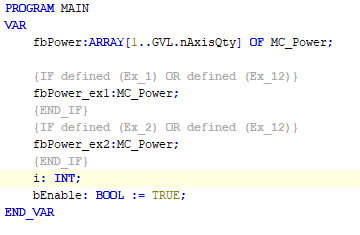 PROGRAM MAIN
VAR
fbPower:ARRAY[1..GVL.nAxisQty] OF MC_Power;
{IF defined (Ex_1) OR defined (Ex_12)}
fbPower_ex1:MC_Power;
{END_IF}
{IF defined (Ex_2) OR defined (Ex_12)}
fbPower_ex2:MC_Power;
{END_IF}
i: INT;
bEnable: BOOL := TRUE;
END_VAR